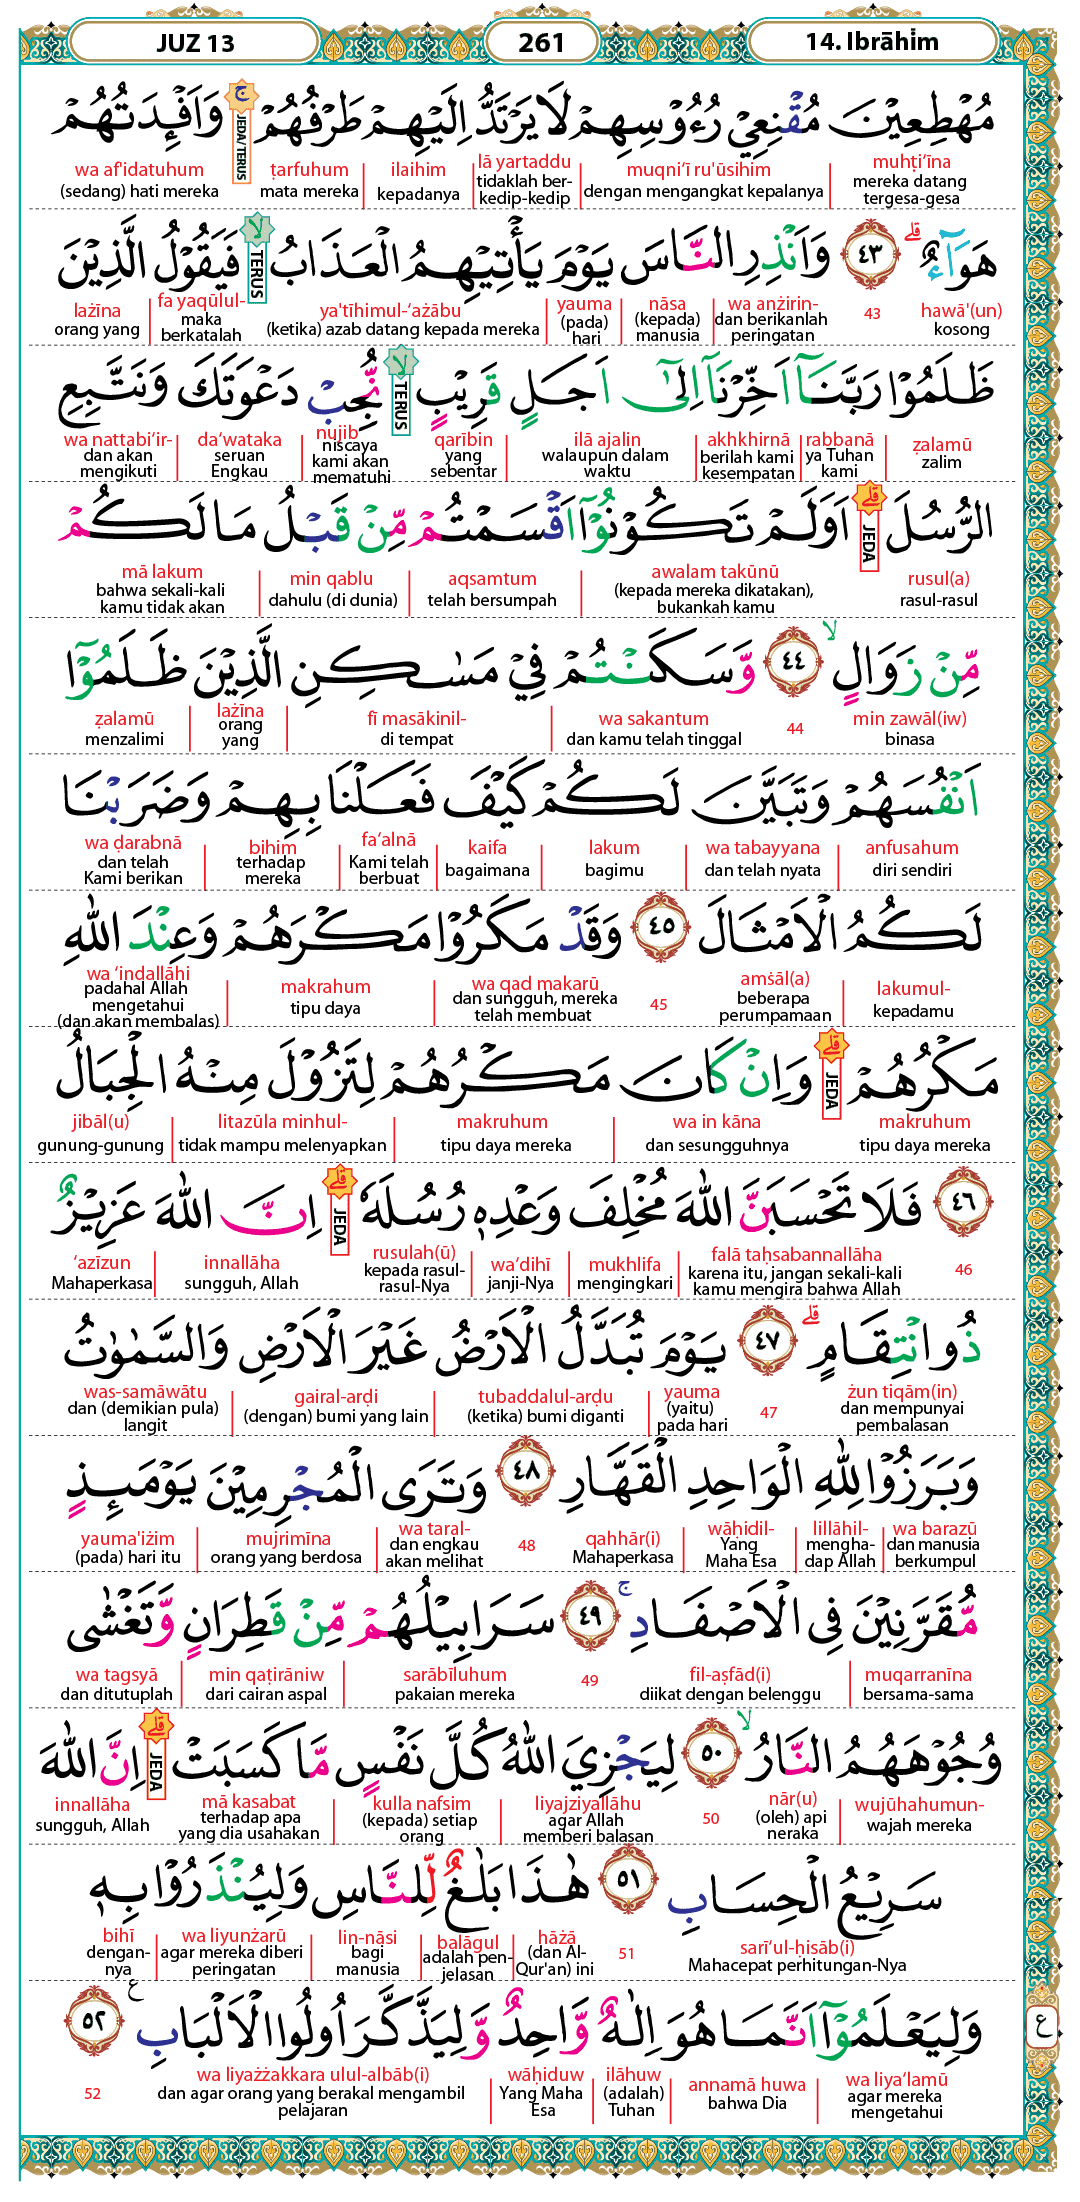 JUZ 13
261
14. Ibrāhīm
مُهْطِعِيْنَ مُقْنِعِيْ رُءُوْسِهِمْ لَا يَرْتَدُّ اِلَيْهِمْ طَرْفُهُمْ ۚ وَاَفْـِٕدَتُهُمْ
JEDA/TERUS
muhṭi‘īna muqni‘ī ru'ūsihim lā yartaddu ilaihim ṭarfuhum wa af'idatuhum
mereka datang tergesa-gesa dengan mengangkat kepalanya tidaklah ber-kedip-kedip kepadanya mata mereka (sedang) hati mereka
هَوَاۤءٌ ۗ ٤٣ وَاَنْذِرِ النَّاسَ يَوْمَ يَأْتِيْهِمُ الْعَذَابُ ۙ فَيَقُوْلُ الَّذِيْنَ
TERUS
hawā'(un) 43 wa anżirin- nāsa yauma ya'tīhimul-‘ażābu fa yaqūlul- lażīna
kosong dan berikanlah peringatan (kepada) manusia (pada) hari (ketika) azab datang kepada mereka maka berkatalah orang yang
ظَلَمُوْا رَبَّنَآ اَخِّرْنَآ اِلٰٓى اَجَلٍ قَرِيْبٍ ۙ نُّجِبْ دَعْوَتَكَ وَنَتَّبِعِ
TERUS
ẓalamū rabbanā akhkhirnā ilā ajalin qarībin nujib da‘wataka wa nattabi‘ir-
zalim ya Tuhan kami berilah kami kesempatan walaupun dalam waktu yang sebentar niscaya kami akan mematuhi seruan Engkau dan akan mengikuti
الرُّسُلَ ۗ اَوَلَمْ تَكُوْنُوْٓا اَقْسَمْتُمْ مِّنْ قَبْلُ مَا لَكُمْ
JEDA
rusul(a) awalam takūnū aqsamtum min qablu mā lakum
rasul-rasul (kepada mereka dikatakan), bukankah kamu telah bersumpah dahulu (di dunia) bahwa sekali-kali kamu tidak akan
مِّنْ زَوَالٍ ۙ ٤٤ وَّسَكَنْتُمْ فِيْ مَسٰكِنِ الَّذِيْنَ ظَلَمُوْٓا
min zawāl(iw) 44 wa sakantum fī masākinil- lażīna ẓalamū
binasa dan kamu telah tinggal di tempat orang yang menzalimi
اَنْفُسَهُمْ وَتَبَيَّنَ لَكُمْ كَيْفَ فَعَلْنَا بِهِمْ وَضَرَبْنَا
anfusahum wa tabayyana lakum kaifa fa‘alnā bihim wa ḍarabnā
diri sendiri dan telah nyata bagimu bagaimana Kami telah berbuat terhadap mereka dan telah Kami berikan
لَكُمُ الْاَمْثَالَ ٤٥ وَقَدْ مَكَرُوْا مَكْرَهُمْ وَعِنْدَ اللّٰهِ
lakumul- amṡāl(a) 45 wa qad makarū makrahum wa ‘indallāhi
kepadamu beberapa perumpamaan dan sungguh, mereka telah membuat tipu daya padahal Allah mengetahui (dan akan membalas)
مَكْرُهُمْ ۗ وَاِنْ كَانَ مَكْرُهُمْ لِتَزُوْلَ مِنْهُ الْجِبَالُ
JEDA
makruhum wa in kāna makruhum litazūla minhul- jibāl(u)
tipu daya mereka dan sesungguhnya tipu daya mereka tidak mampu melenyapkan gunung-gunung
٤٦ فَلَا تَحْسَبَنَّ اللّٰهَ مُخْلِفَ وَعْدِهٖ رُسُلَهٗ ۗ اِنَّ اللّٰهَ عَزِيْزٌ
JEDA
46 falā taḥsabannallāha mukhlifa wa‘dihī rusulah(ū) innallāha ‘azīzun
karena itu, jangan sekali-kali kamu mengira bahwa Allah mengingkari janji-Nya kepada rasul-rasul-Nya sungguh, Allah Mahaperkasa
ذُو انْتِقَامٍ ۗ ٤٧ يَوْمَ تُبَدَّلُ الْاَرْضُ غَيْرَ الْاَرْضِ وَالسَّمٰوٰتُ
żun tiqām(in) 47 yauma tubaddalul-arḍu gairal-arḍi was-samāwātu
dan mempunyai pembalasan (yaitu) pada hari (ketika) bumi diganti (dengan) bumi yang lain dan (demikian pula) langit
وَبَرَزُوْا لِلّٰهِ الْوَاحِدِ الْقَهَّارِ ٤٨ وَتَرَى الْمُجْرِمِيْنَ يَوْمَىِٕذٍ
wa barazū lillāhil- wāḥidil- qahhār(i) 48 wa taral- mujrimīna yauma'iżim
dan manusia berkumpul mengha-dap Allah Yang Maha Esa Mahaperkasa dan engkau akan melihat orang yang berdosa (pada) hari itu
مُّقَرَّنِيْنَ فِى الْاَصْفَادِ ۚ ٤٩ سَرَابِيْلُهُمْ مِّنْ قَطِرَانٍ وَّتَغْشٰى
muqarranīna fil-aṣfād(i) 49 sarābīluhum min qaṭirāniw wa tagsyā
bersama-sama diikat dengan belenggu pakaian mereka dari cairan aspal dan ditutuplah
وُجُوْهَهُمُ النَّارُ ۙ ٥٠ لِيَجْزِيَ اللّٰهُ كُلَّ نَفْسٍ مَّا كَسَبَتْ ۗ اِنَّ اللّٰهَ
JEDA
wujūhahumun- nār(u) 50 liyajziyallāhu kulla nafsim mā kasabat innallāha
wajah mereka (oleh) api neraka agar Allah memberi balasan (kepada) setiap orang terhadap apa yang dia usahakan sungguh, Allah
سَرِيْعُ الْحِسَابِ ٥١ هٰذَا بَلٰغٌ لِّلنَّاسِ وَلِيُنْذَرُوْا بِهٖ
sarī‘ul-ḥisāb(i) 51 hāżā balāgul lin-nāsi wa liyunżarū bihī
Mahacepat perhitungan-Nya (dan Al-Qur'an) ini adalah pen-jelasan bagi manusia agar mereka diberi peringatan dengan-nya
وَلِيَعْلَمُوْٓا اَنَّمَا هُوَ اِلٰهٌ وَّاحِدٌ وَّلِيَذَّكَّرَ اُولُوا الْاَلْبَابِ ع ٥٢
ع
wa liya‘lamū annamā huwa ilāhuw wāḥiduw wa liyażżakkara ulul-albāb(i) 52
agar mereka mengetahui bahwa Dia (adalah) Tuhan Yang Maha Esa dan agar orang yang berakal mengambil pelajaran